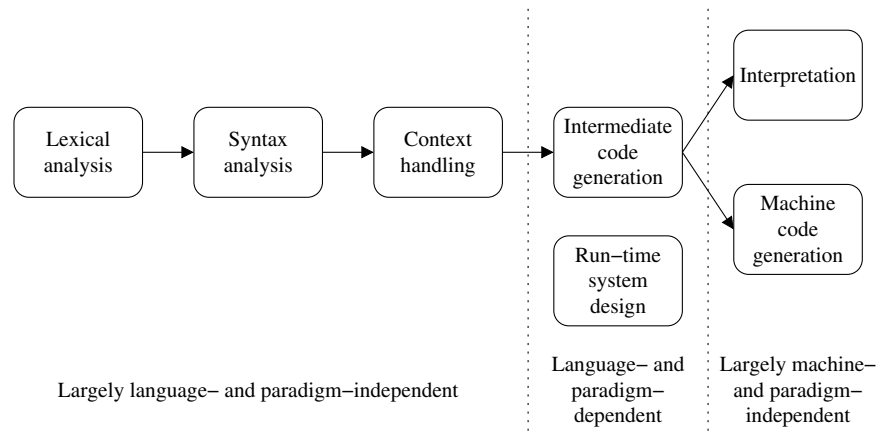 Interpretation
Lexical
analysis
Syntax
analysis
Context
handling
Intermediate
code
generation
Machine
code
generation
Run−time
system
design
Largely language− and paradigm−independent
Language− and
paradigm−
dependent
Largely machine−
and paradigm−
independent